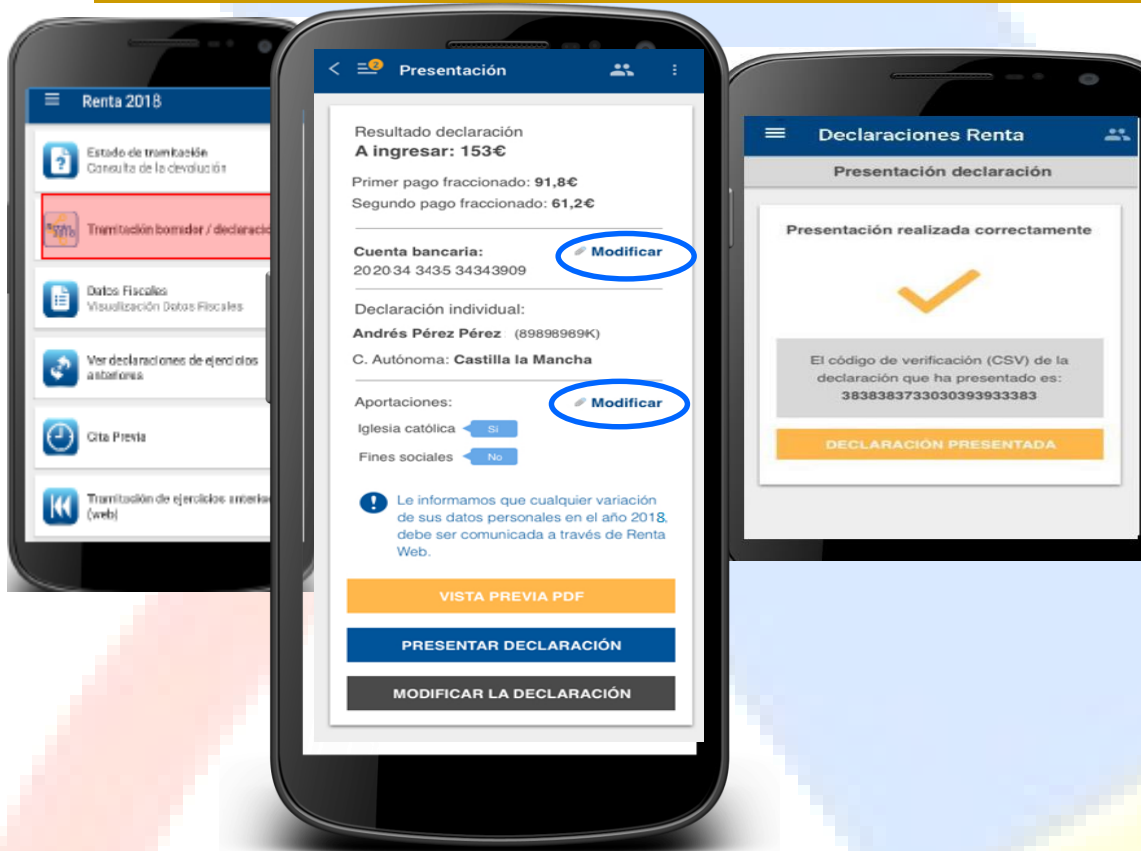 Renta 2018
Estado de tramitación
Consulta de la devolución
Tramitación borrador / declaració
Datos Fiscales
Visualización Datos Fiscales
Ver declaraciones de ejercicios
anteriores
Cita Previa
Tramitación de ejercicios anterio
(web)
2
Presentación
Resultado declaración
A ingresar: 153€
Primer pago fraccionado: 91,8€
Segundo pago fraccionado: 61,2€
Cuenta bancaria:
Modificar
202034 3435 34343909
Declaración individual:
Andrés Pérez Pérez (89898989K)
C. Autónoma: Castilla la Mancha
Aportaciones:
Modificar
Iglesia católica Si
Fines sociales No
Le informamos que cualquier variación
de sus datos personales en el año 2018,
debe ser comunicada a través de Renta
Web.
VISTA PREVIA PDF
PRESENTAR DECLARACIÓN
MODIFICAR LA DECLARACIÓN
Declaraciones Renta
Presentación declaración
Presentación realizada correctamente
El código de verificación (CSV) de la
declaración que ha presentado es:
3838383733030393933383
DECLARACIÓN PRESENTADA